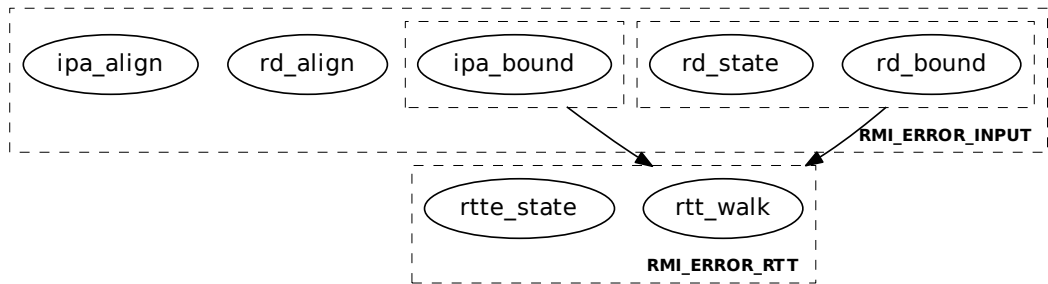 ipa_align rd_align ipa_bound rd_state rd_bound
RMI_ERROR_INPUT
rtte_state rtt_walk
RMI_ERROR_RTT